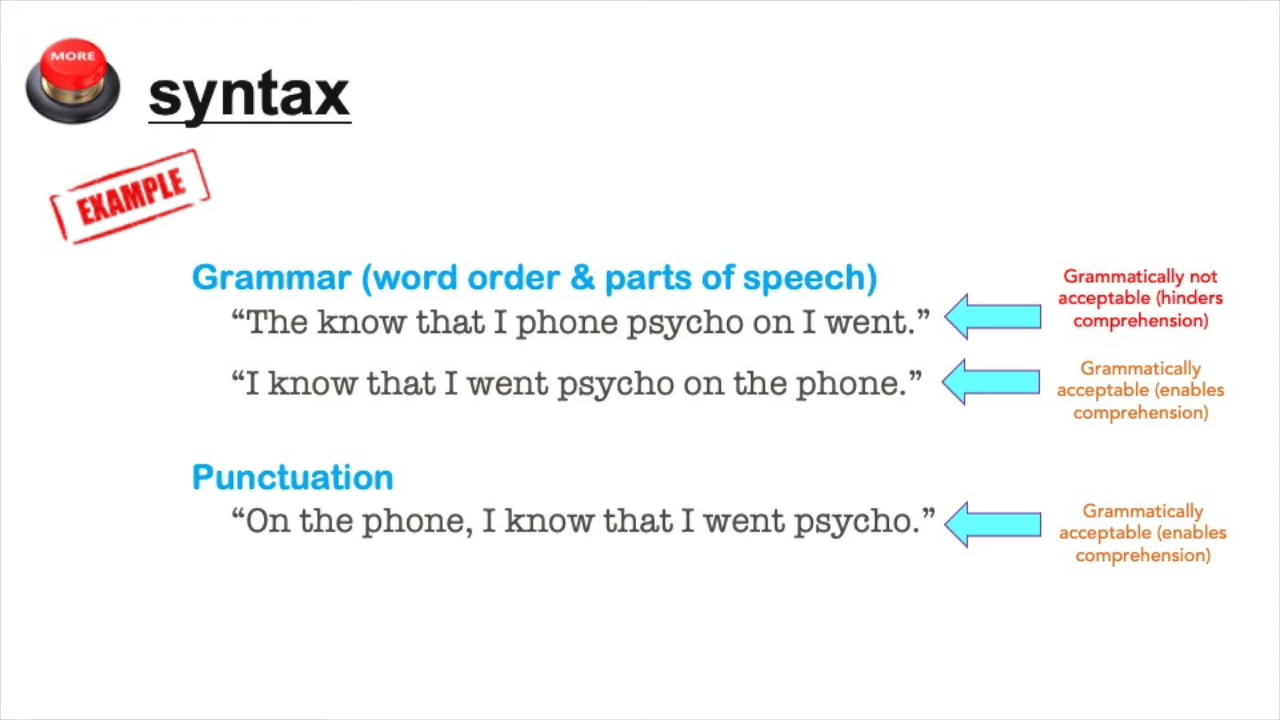 MORE
syntax
EXAMPLE
Grammar (word order & parts of speech)
“The know that I phone psycho on I went.”
Grammatically not
acceptable (hinders
comprehension)
“I know that I went psycho on the phone.”
Grammatically
acceptable (enables
comprehension)
Punctuation
“On the phone, I know that I went psycho.”
Grammatically
acceptable (enables
comprehension)